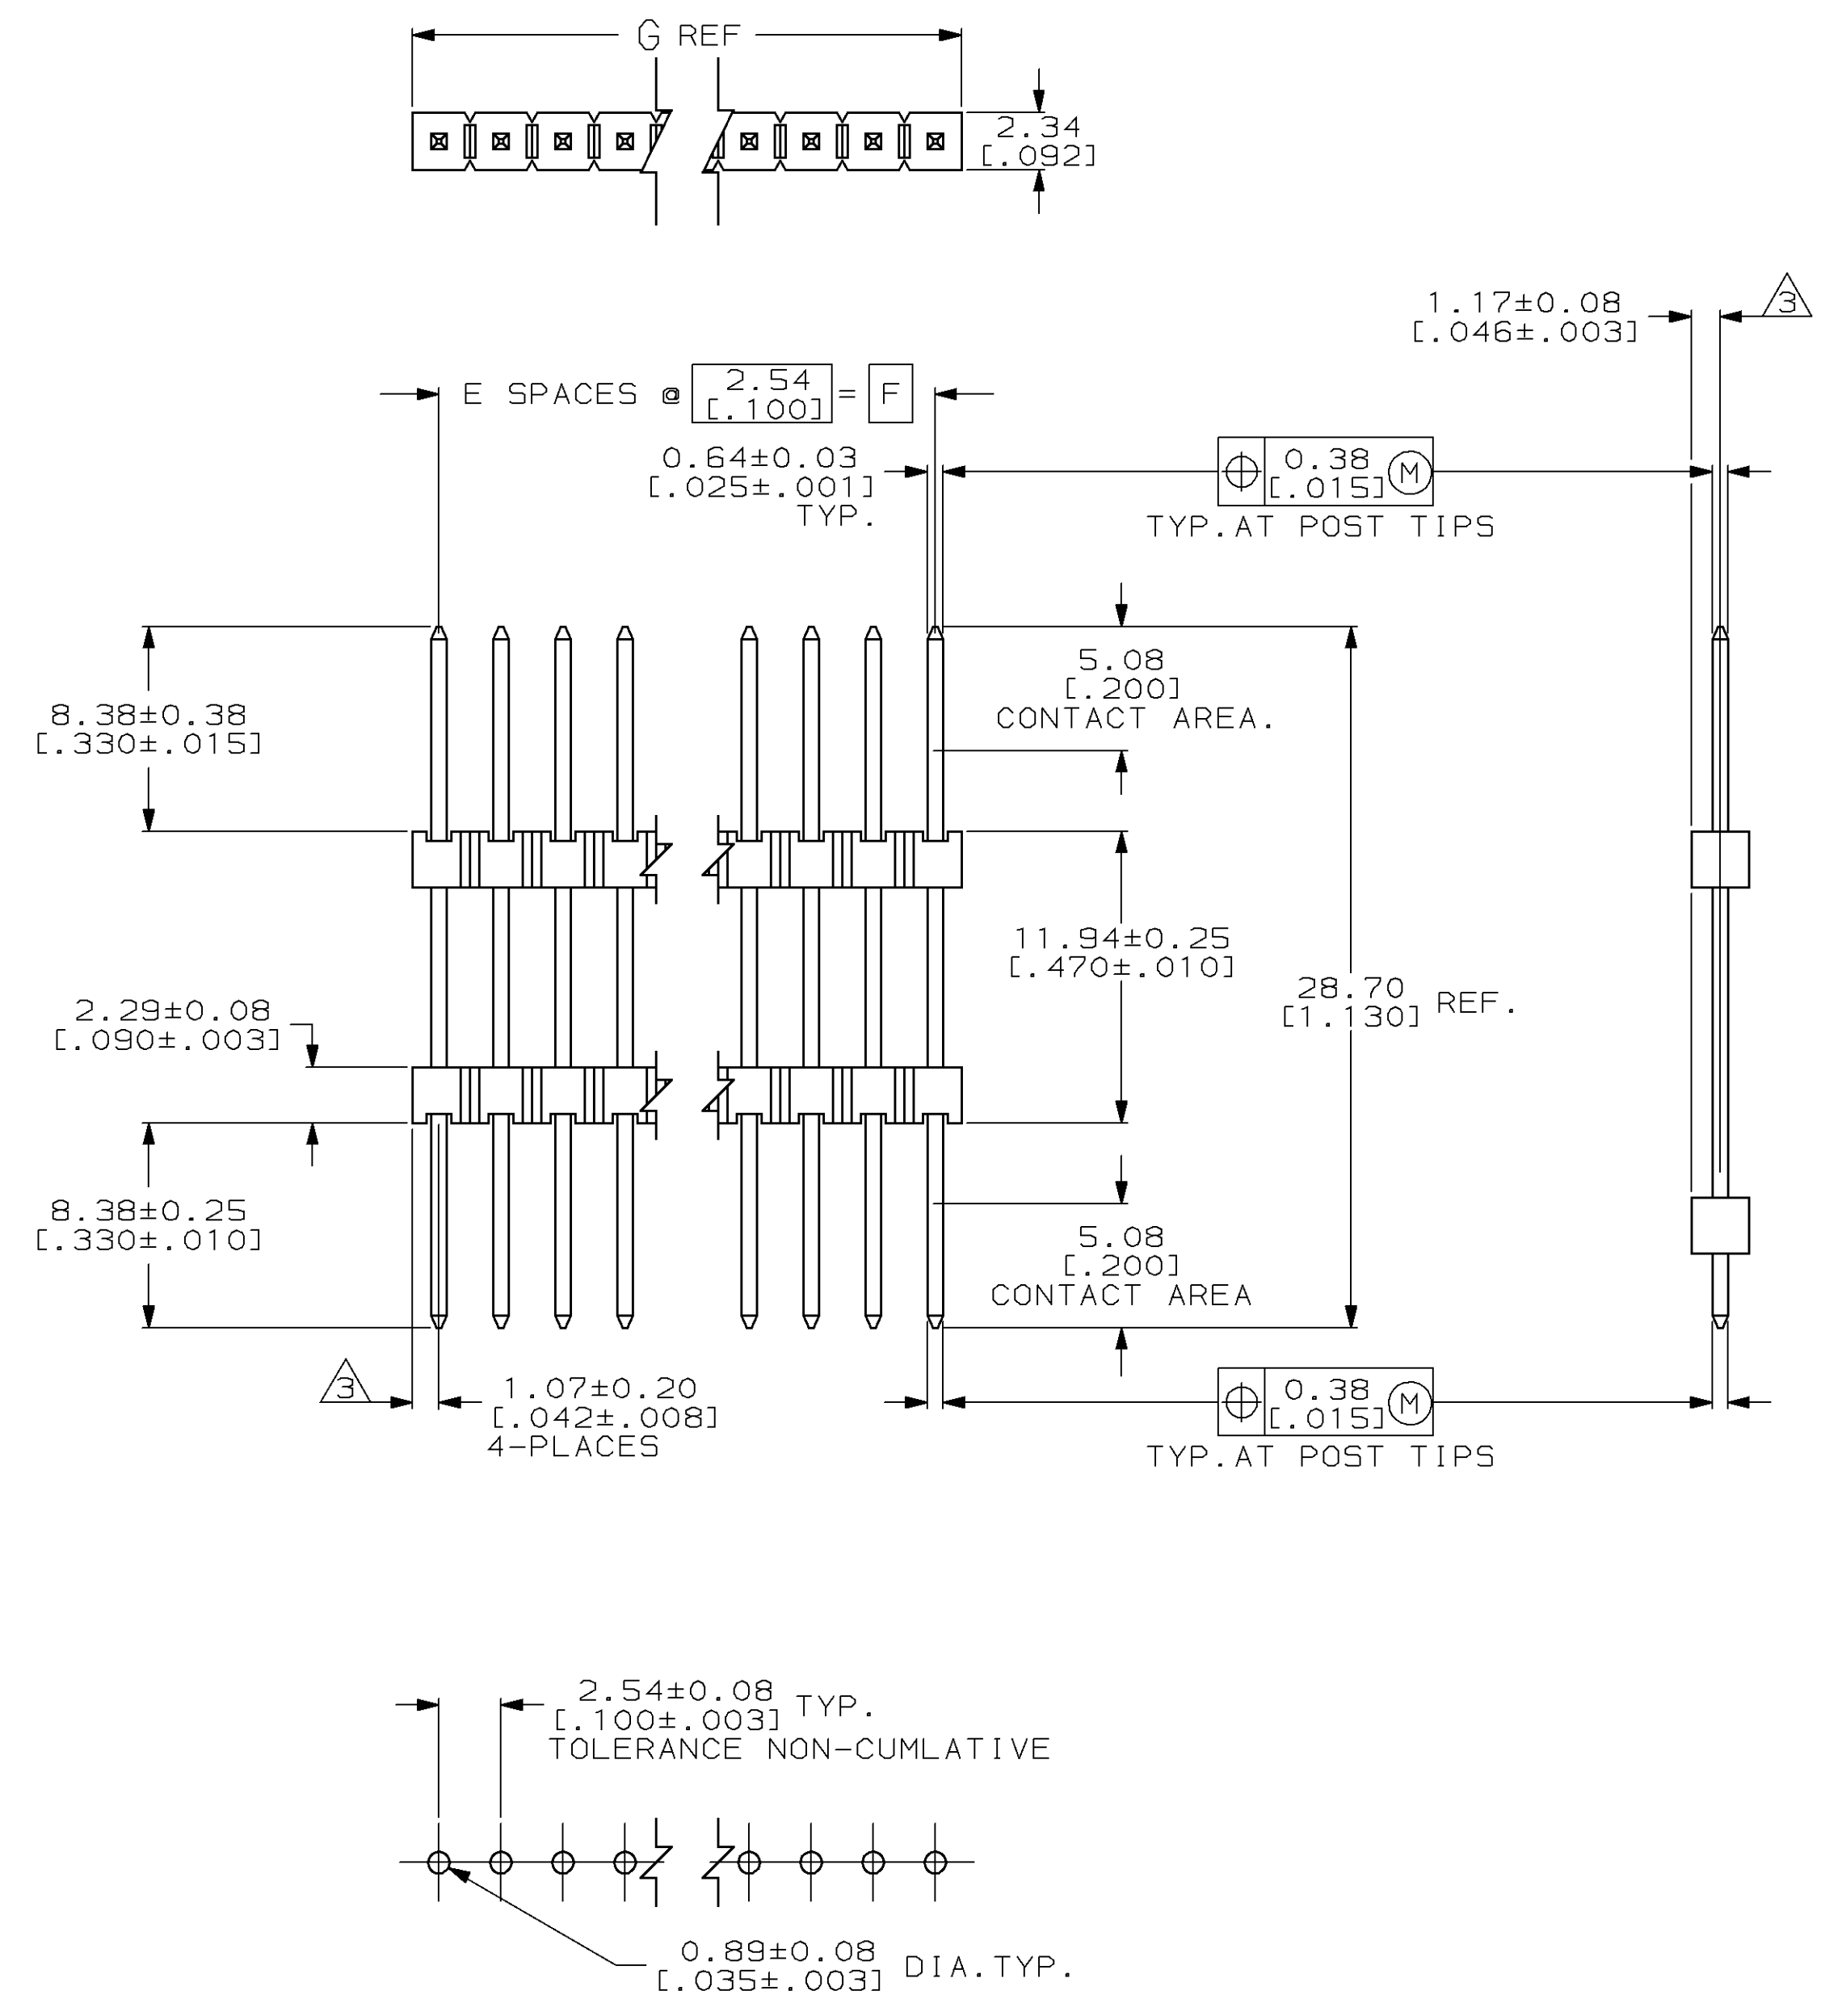 G REF
2.34
[.092]
1.17±0.08
[.046±.003]
3
E SPACES @ 2.54 = F
[.100]
0.64±0.03
[.025±.001]
TYP.
0.38 M
[.015]
TYP.AT POST TIPS
5.08
[.200]
CONTACT AREA.
8.38±0.38
[.330±.015]
11.94±0.25
[.470±.010]
28.70 REF.
[1.130]
2.29±0.08
[.090±.003]
8.38±0.25
[.330±.010]
5.08
[.200]
CONTACT AREA
3
1.07±0.20
[.042±.008]
4-PLACES
0.38 M
[.015]
TYP.AT POST TIPS
2.54±0.08 TYP.
[.100±.003]
TOLERANCE NON-CUMLATIVE
0.89±0.08 DIA.TYP.
[.035±.003]